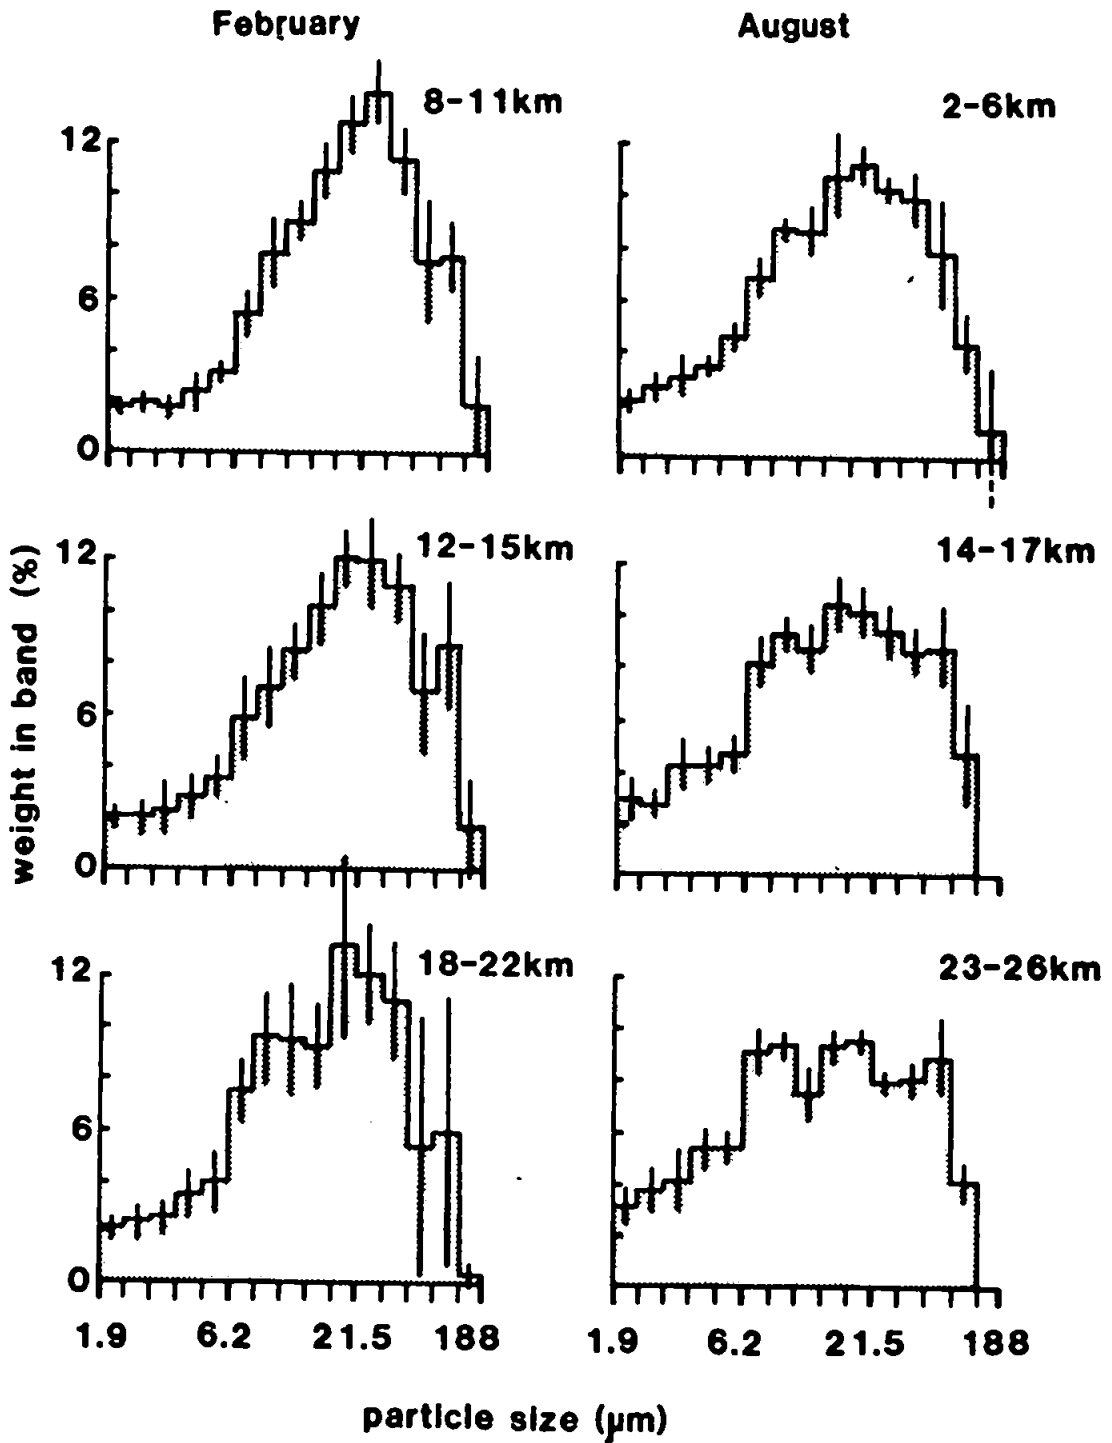 February
August
8-11km
2-6km
12
6
0
12-15km
14-17km
12
6
0
18-22km
23-26km
12
6
0
1.9 6.2 21.5 188
1.9 6.2 21.5 188
weight in band (%)
particle size (µm)